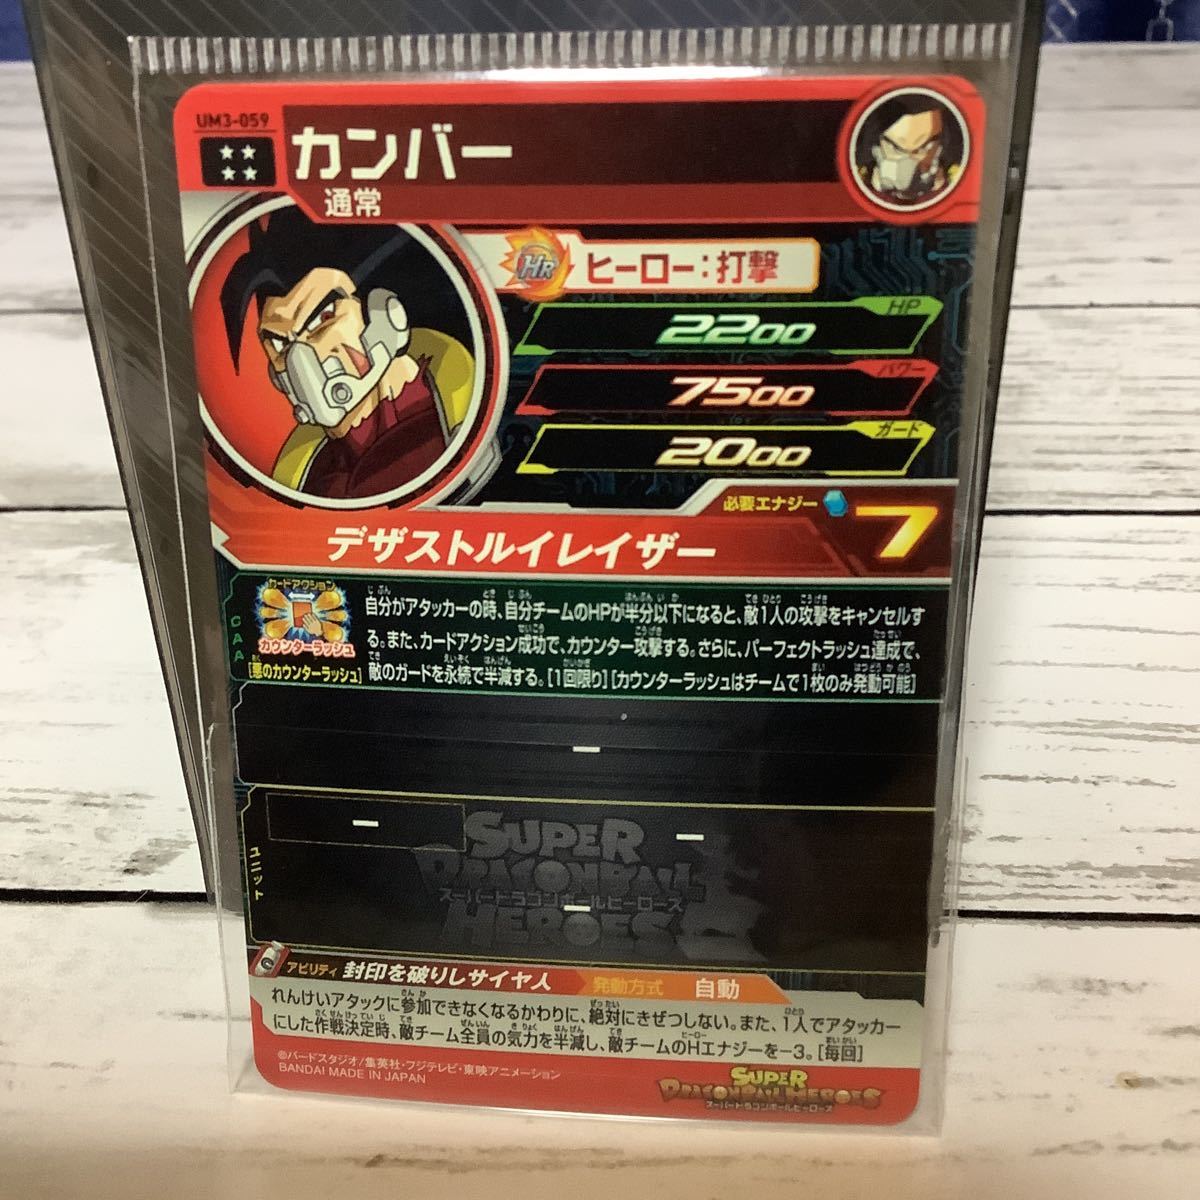 UM3-059
カンバー
通常
HR
ヒーロー:打撃
HP
2200
パワー
7500
ガード
2000
必要エナジー
7
デザストルイレイザー
CAA
カードアクション
カウンターラッシュ
[悪のカウンターラッシュ]
自分がアタッカーの時、自分チームのHPが半分以下になると、敵1人の攻撃をキャンセルす
る。また、カードアクション成功で、カウンター攻撃する。さらに、パーフェクトラッシュ達成で、
敵のガードを永続で半減する。[1回限り][カウンターラッシュはチームで1枚のみ発動可能]
ー
ユニット
ー
ー
ー
SUPER
DRAGONBALL
スーパードラゴンボールヒーローズ
HEROES
アビリティ 封印を破りしサイヤ人 発動方式 自動
れんけいアタックに参加できなくなるかわりに、絶対にきぜつしない。また、1人でアタッカー
にした作戦決定時、敵チーム全員の気力を半減し、敵チームのHエナジーを-3。[毎回]
©バードスタジオ/集英社・フジテレビ・東映アニメーション
BANDAI MADE IN JAPAN
SUPER
DRAGONBALL HEROES
スーパードラゴンボールヒーローズ